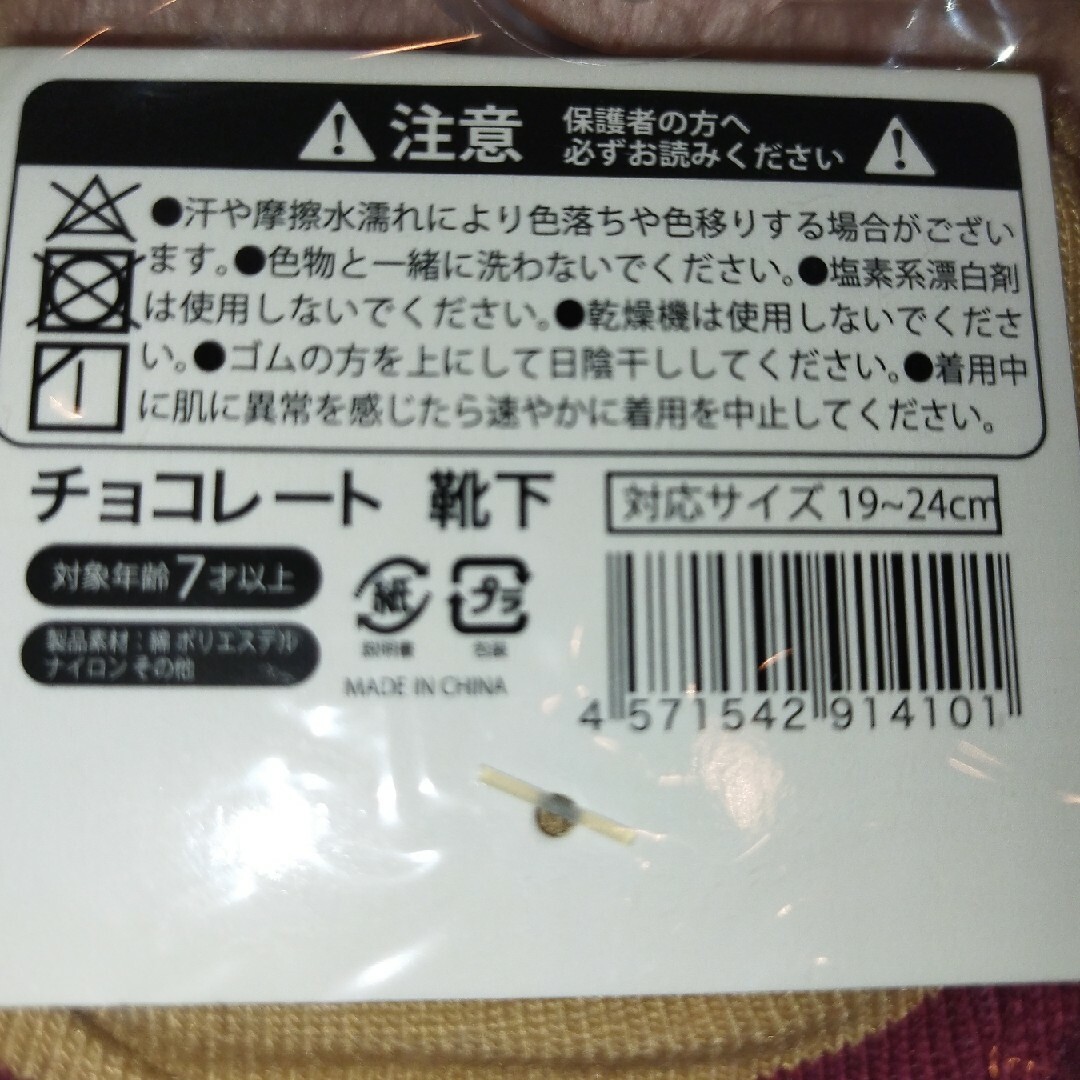 注意
保護者の方へ
必ずお読みください
●汗や摩擦水濡れにより色落ちや色移りする場合がござい
ます。●色物と一緒に洗わないでください。●塩素系漂白剤
は使用しないでください。●乾燥機は使用しないでくださ
い。●ゴムの方を上にして日陰干ししてください。●着用中
に肌に異常を感じたら速やかに着用を中止してください。
チョコレート 靴下
対応サイズ 19~24cm
対象年齢7才以上
製品素材：綿 ポリエステル
ナイロン その他
紙
説明書
プラ
包装
MADE IN CHINA
4 571542 914101